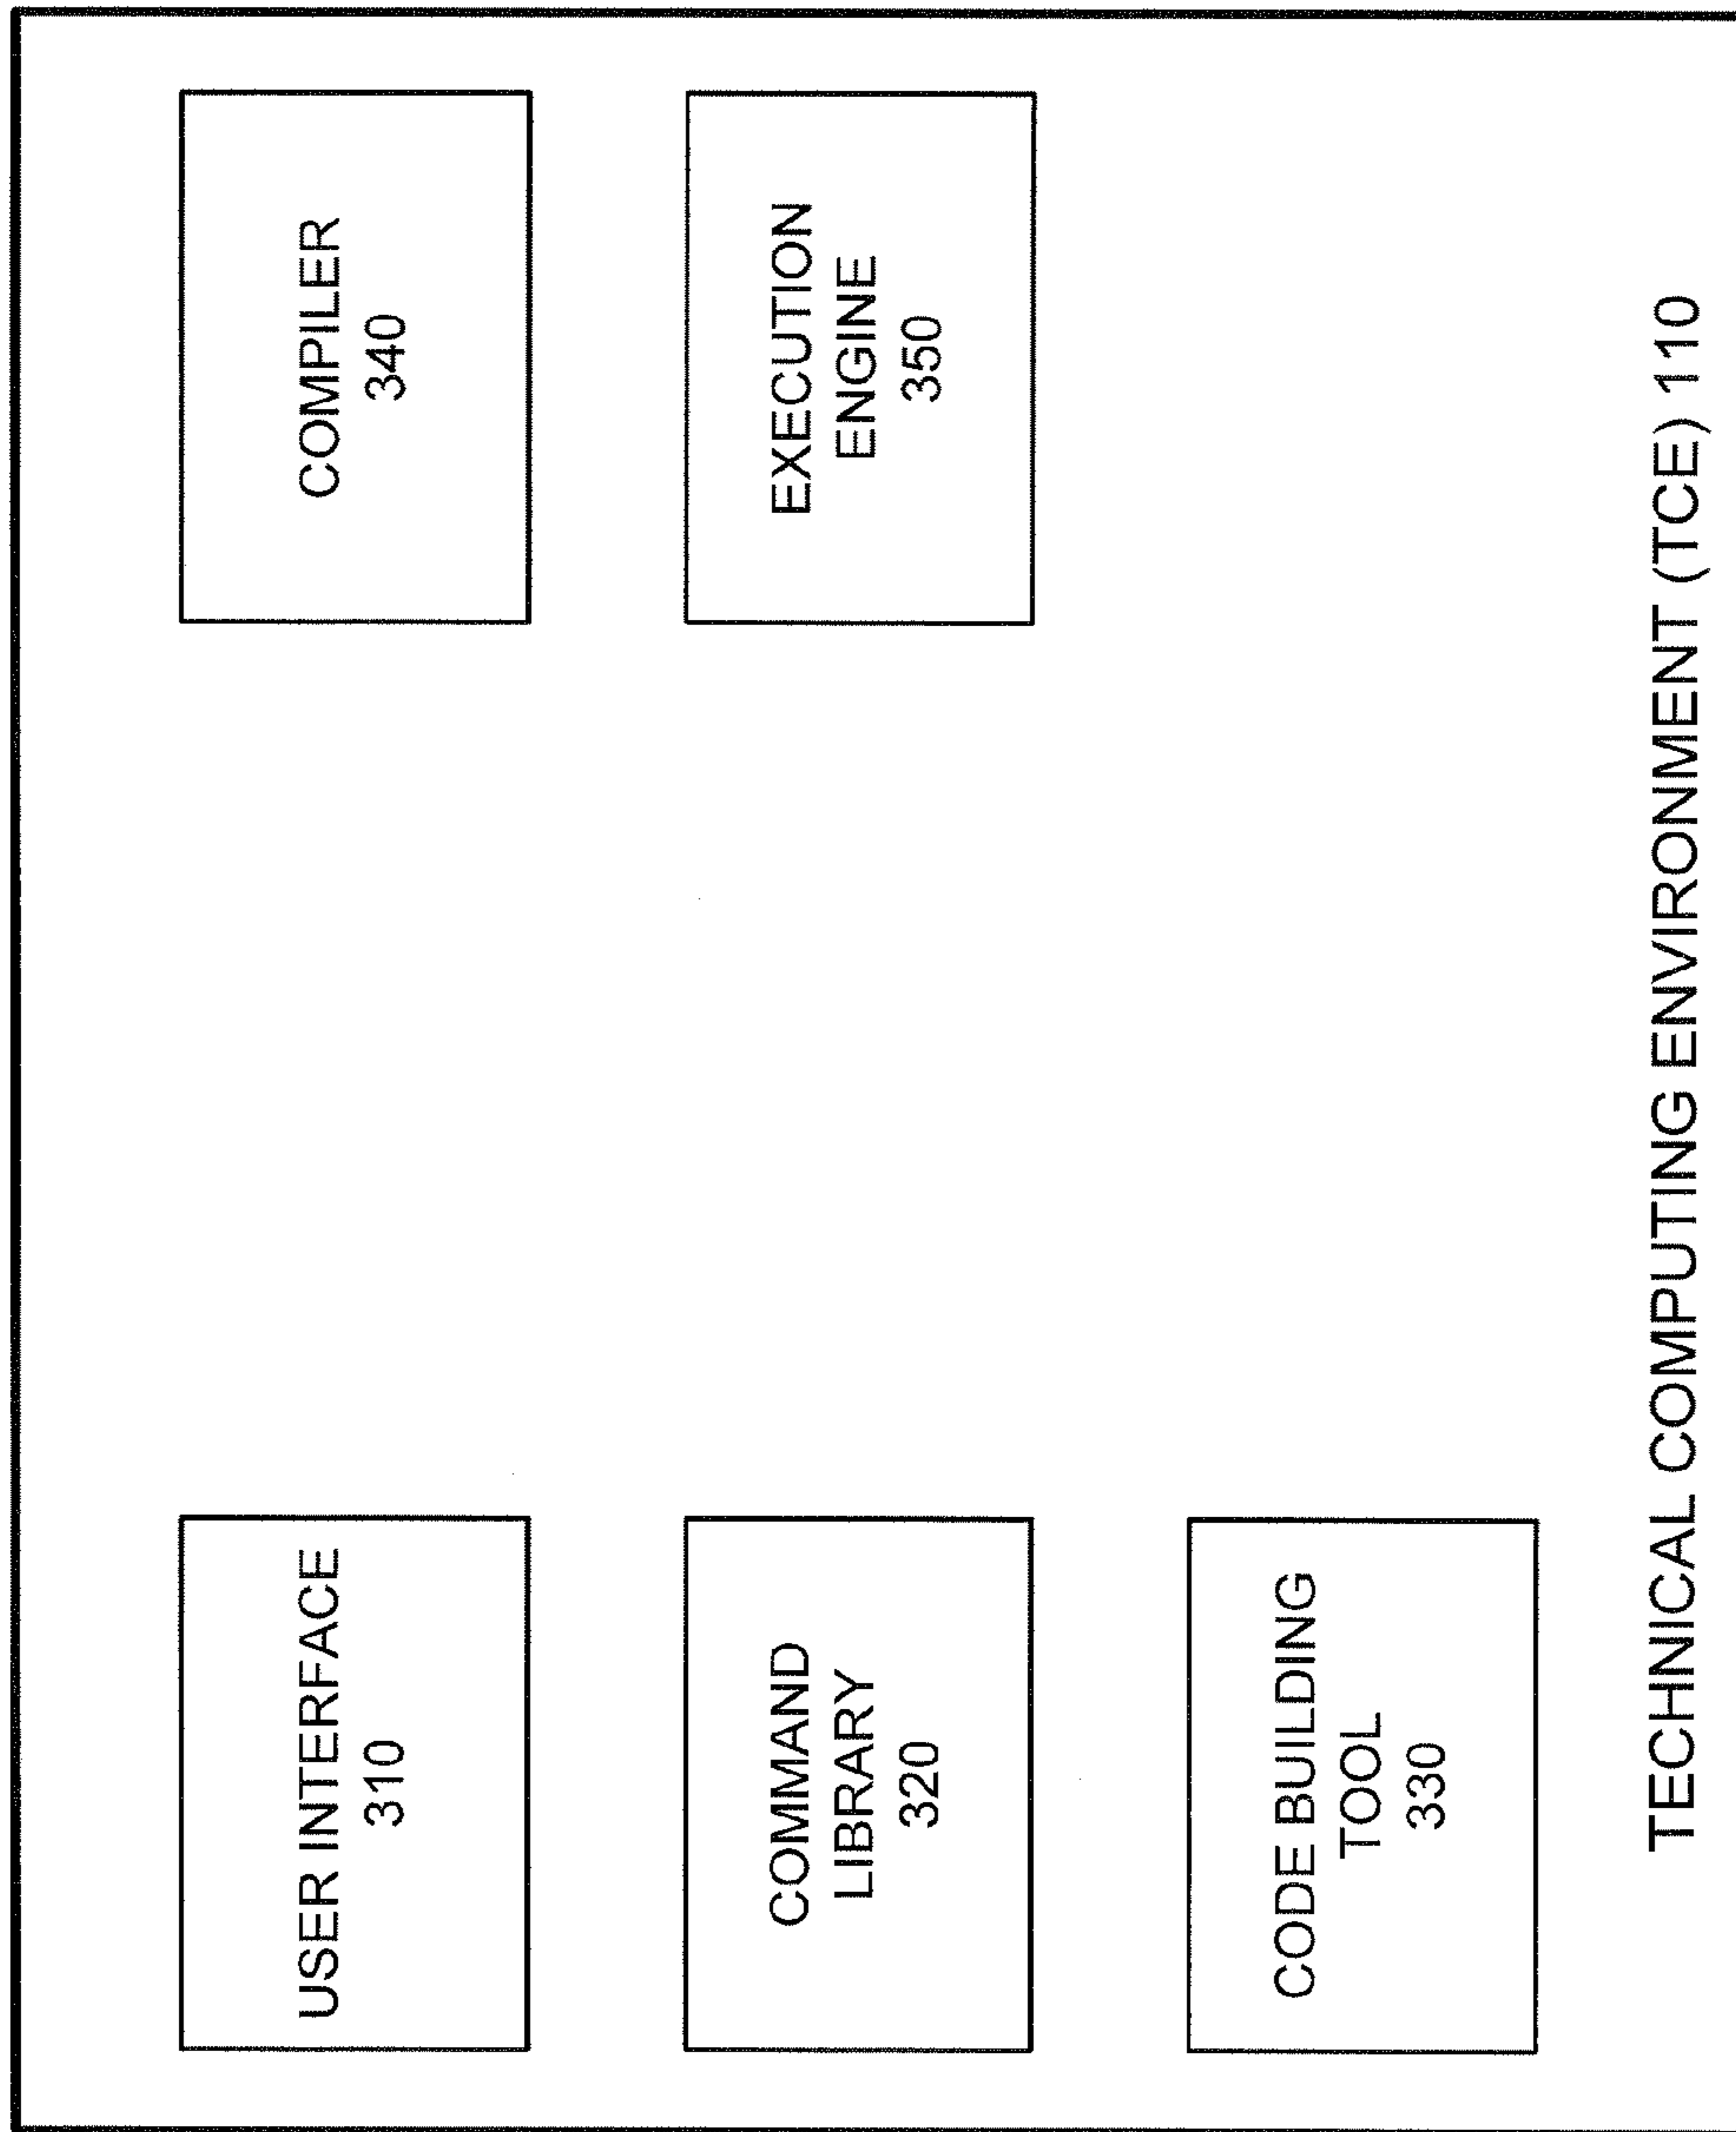 USER INTERFACE
310
COMMAND
LIBRARY
320
CODE BUILDING
TOOL
330
COMPILER
340
EXECUTION
ENGINE
350
TECHNICAL COMPUTING ENVIRONMENT (TCE) 110